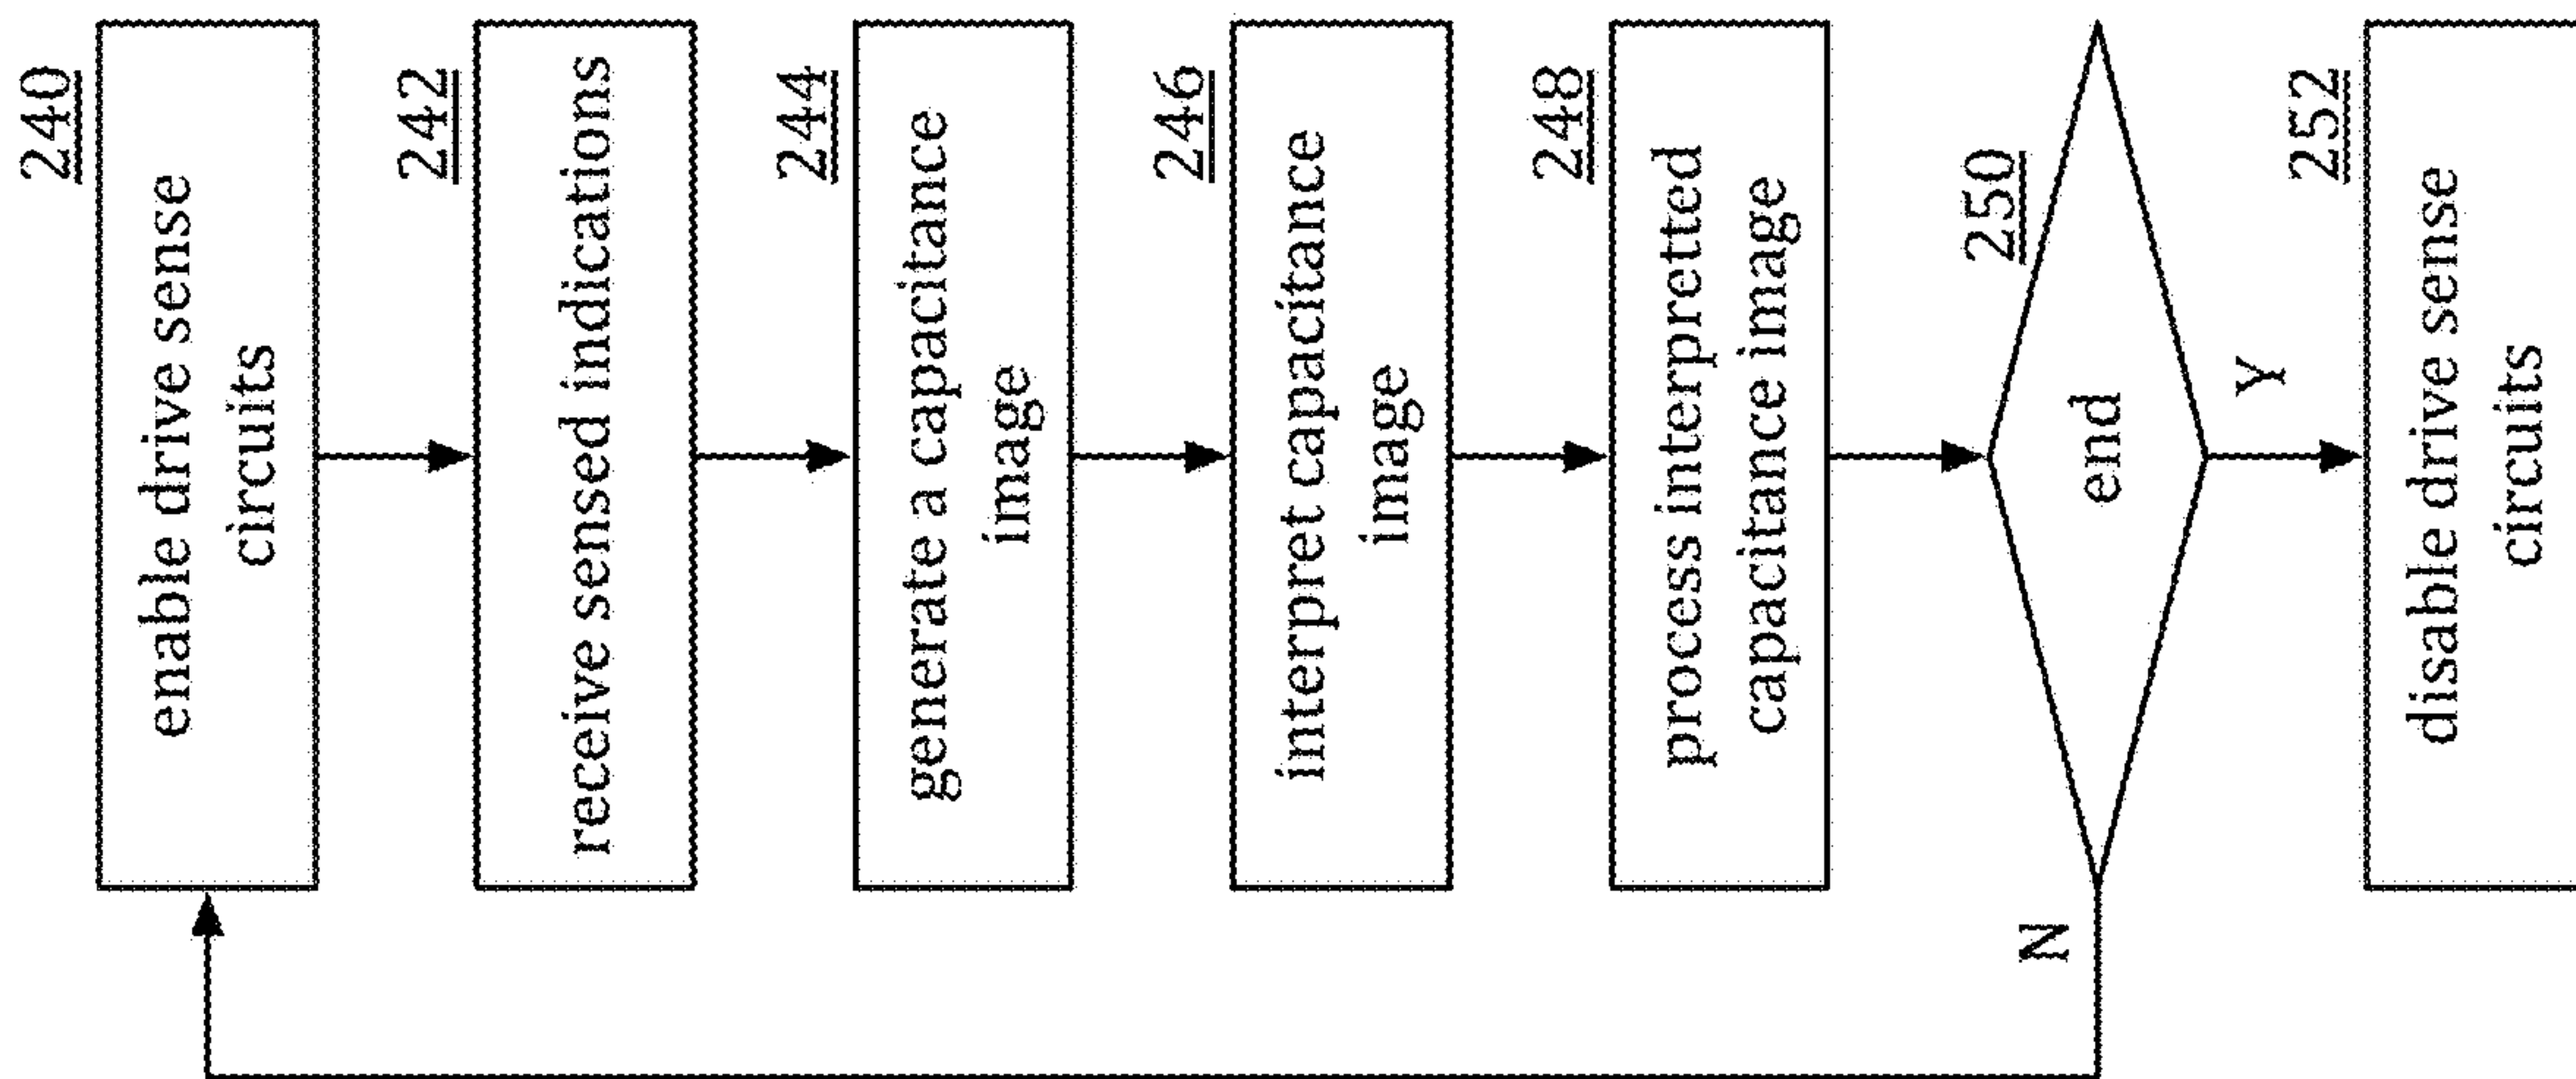 240
enable drive sense
circuits
242
receive sensed indications
244
generate a capacitance
image
246
interpret capacitance
image
248
process interpretted
capacitance image
250
end
N
Y
252
disable drive sense
circuits